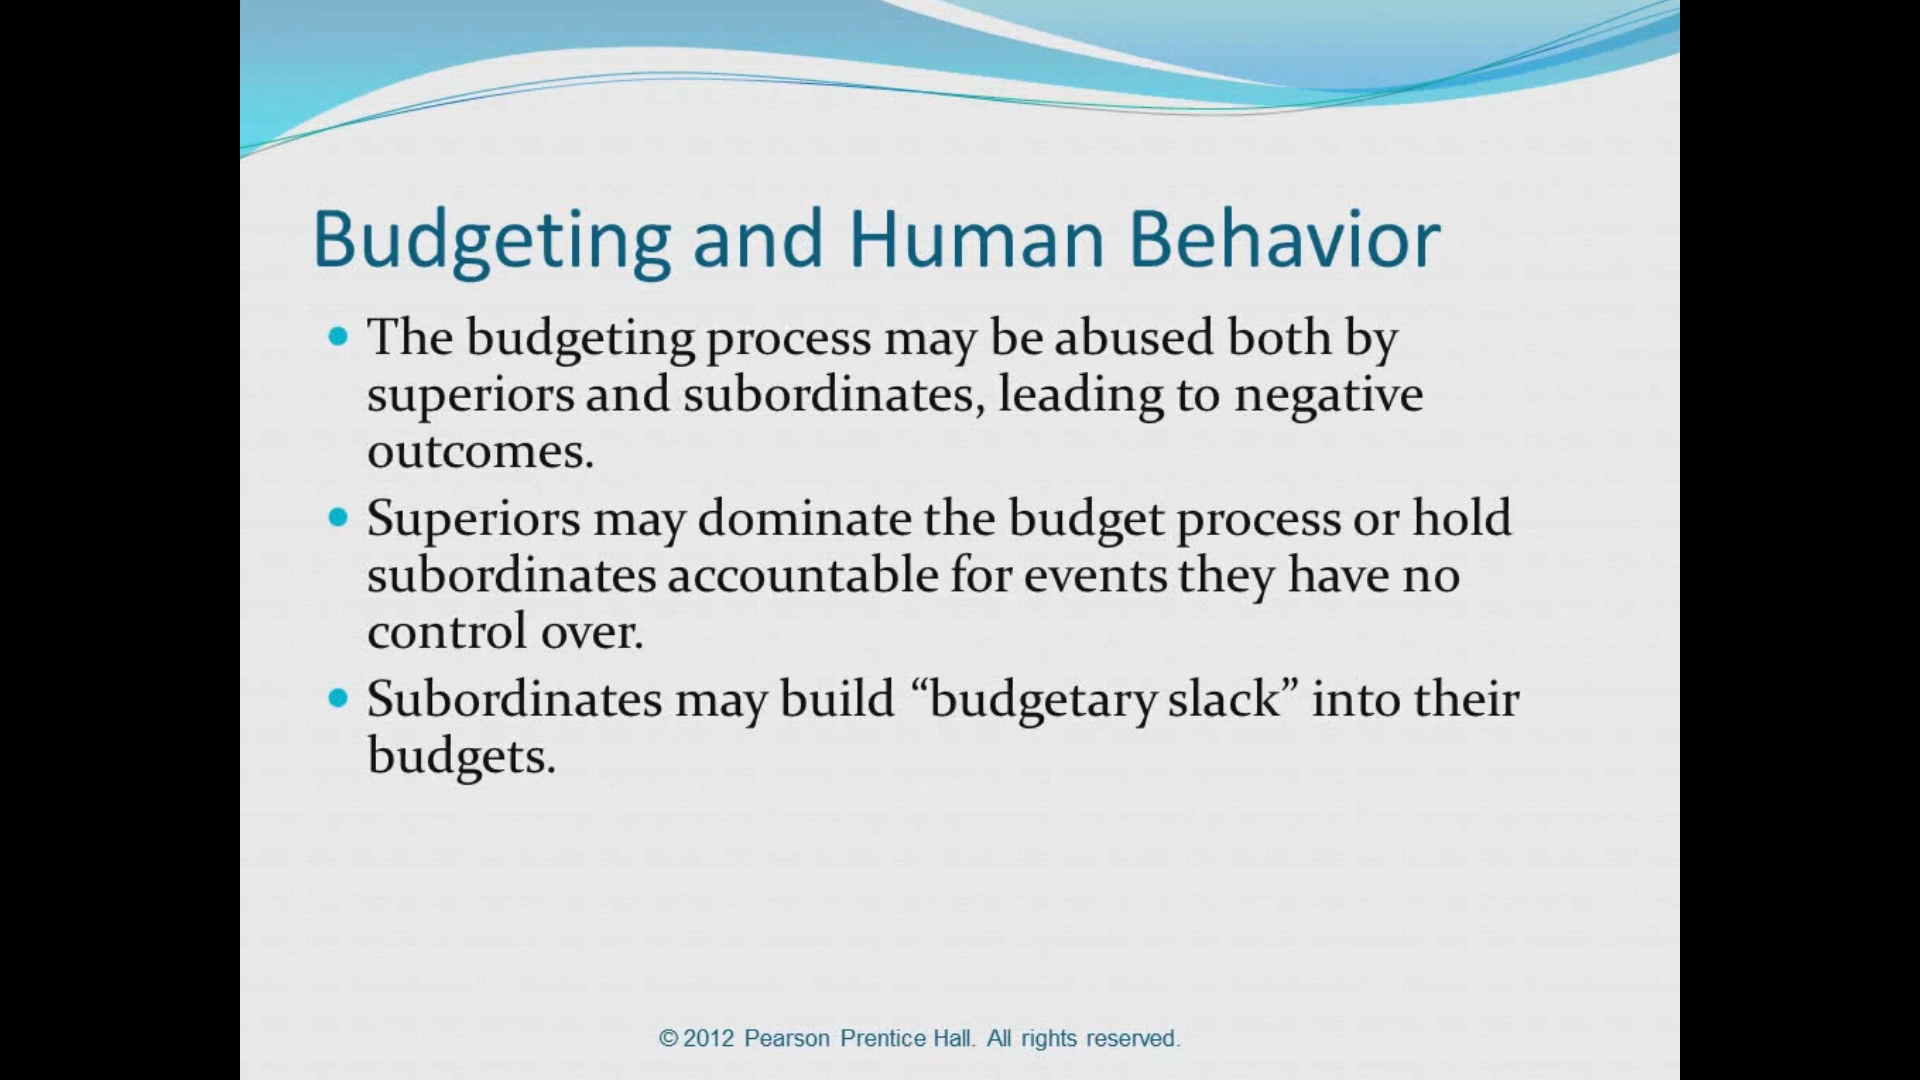 Budgeting and Human Behavior
• The budgeting process may be abused both by
superiors and subordinates, leading to negative
outcomes.
• Superiors may dominate the budget process or hold
subordinates accountable for events they have no
control over.
• Subordinates may build “budgetary slack” into their
budgets.
© 2012 Pearson Prentice Hall. All rights reserved.